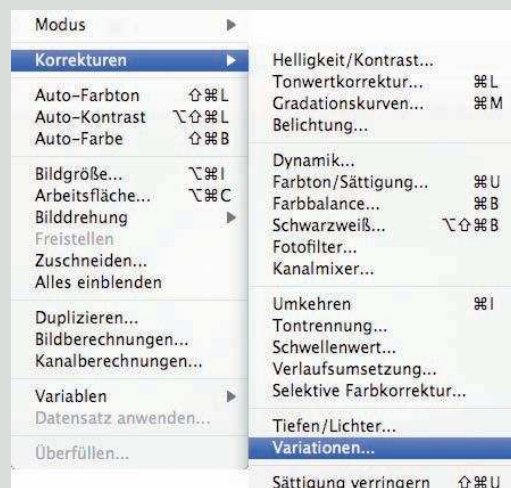 Modus
Korrekturen
Auto-Farbton ⇧⌘L
Auto-Kontrast ⌥⇧⌘L
Auto-Farbe ⇧⌘B
Bildgröße... ⌥⌘I
Arbeitsfläche... ⌥⌘C
Bilddrehung
Freistellen
Zuschneiden...
Alles einblenden
Duplizieren...
Bildberechnungen...
Kanalberechnungen...
Variablen
Datensatz anwenden...
Überfüllen...
Helligkeit/Kontrast...
Tonwertkorrektur... ⌘L
Gradationskurven... ⌘M
Belichtung...
Dynamik...
Farbton/Sättigung... ⌘U
Farbbalance... ⌘B
Schwarzweiß... ⌥⇧⌘B
Fotofilter...
Kanalmixer...
Umkehren ⌘I
Tontrennung...
Schwellenwert...
Verlaufsumsetzung...
Selektive Farbkorrektur...
Tiefen/Lichter...
Variationen...
Sättigung verringern ⇧⌘U